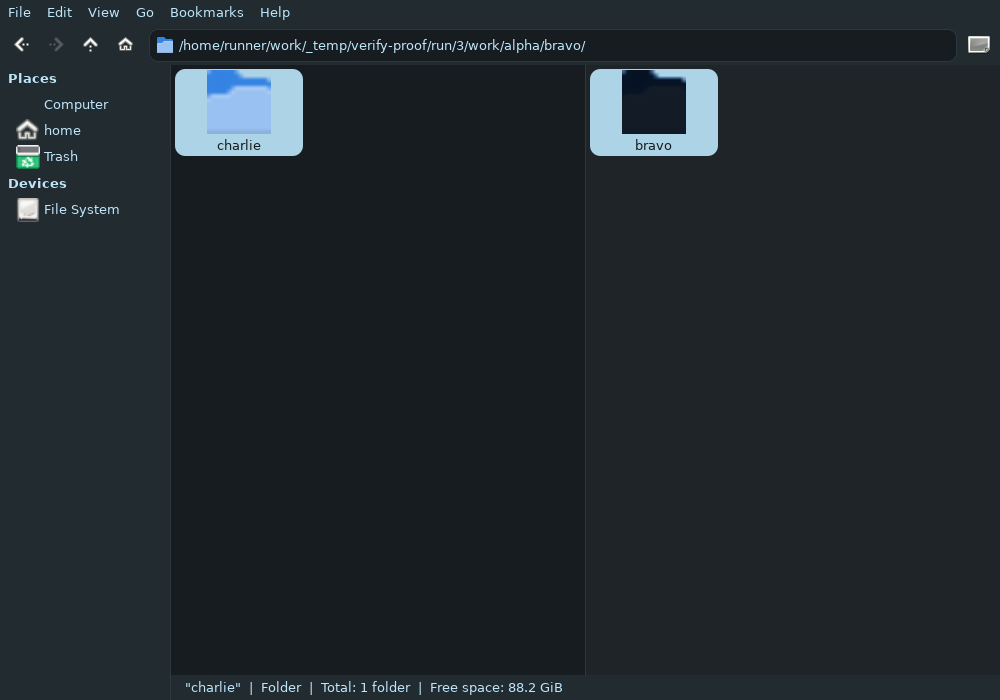 File Edit View Go Bookmarks Help
/home/runner/work/_temp/verify-proof/run/3/work/alpha/bravo/
Places
Computer
home
Trash
Devices
File System
charlie
bravo
"charlie" | Folder | Total: 1 folder | Free space: 88.2 GiB